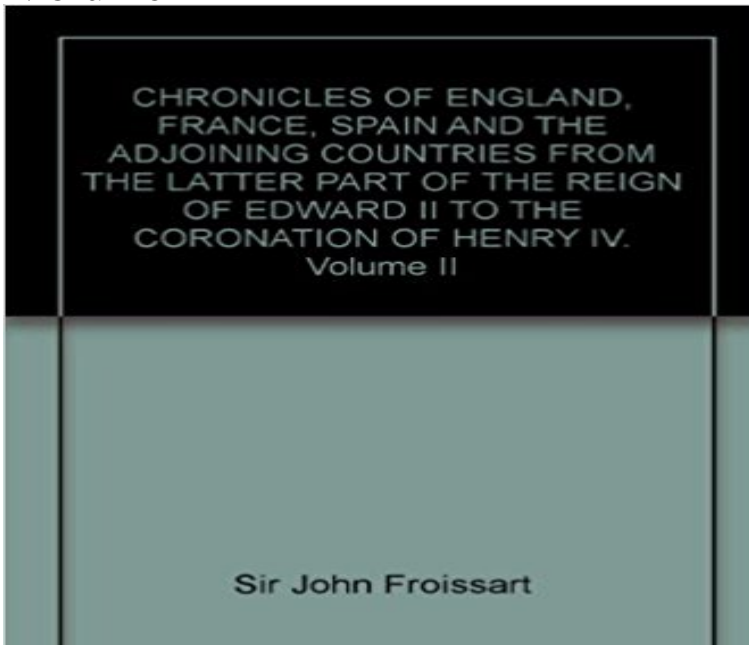 CHRONICLES OF ENGLAND,
FRANCE, SPAIN AND THE
ADJOINING COUNTRIES FROM
THE LATTER PART OF THE REIGN
OF EDWARD II TO THE
CORONATION OF HENRY IV.
Volume II
Sir John Froissart